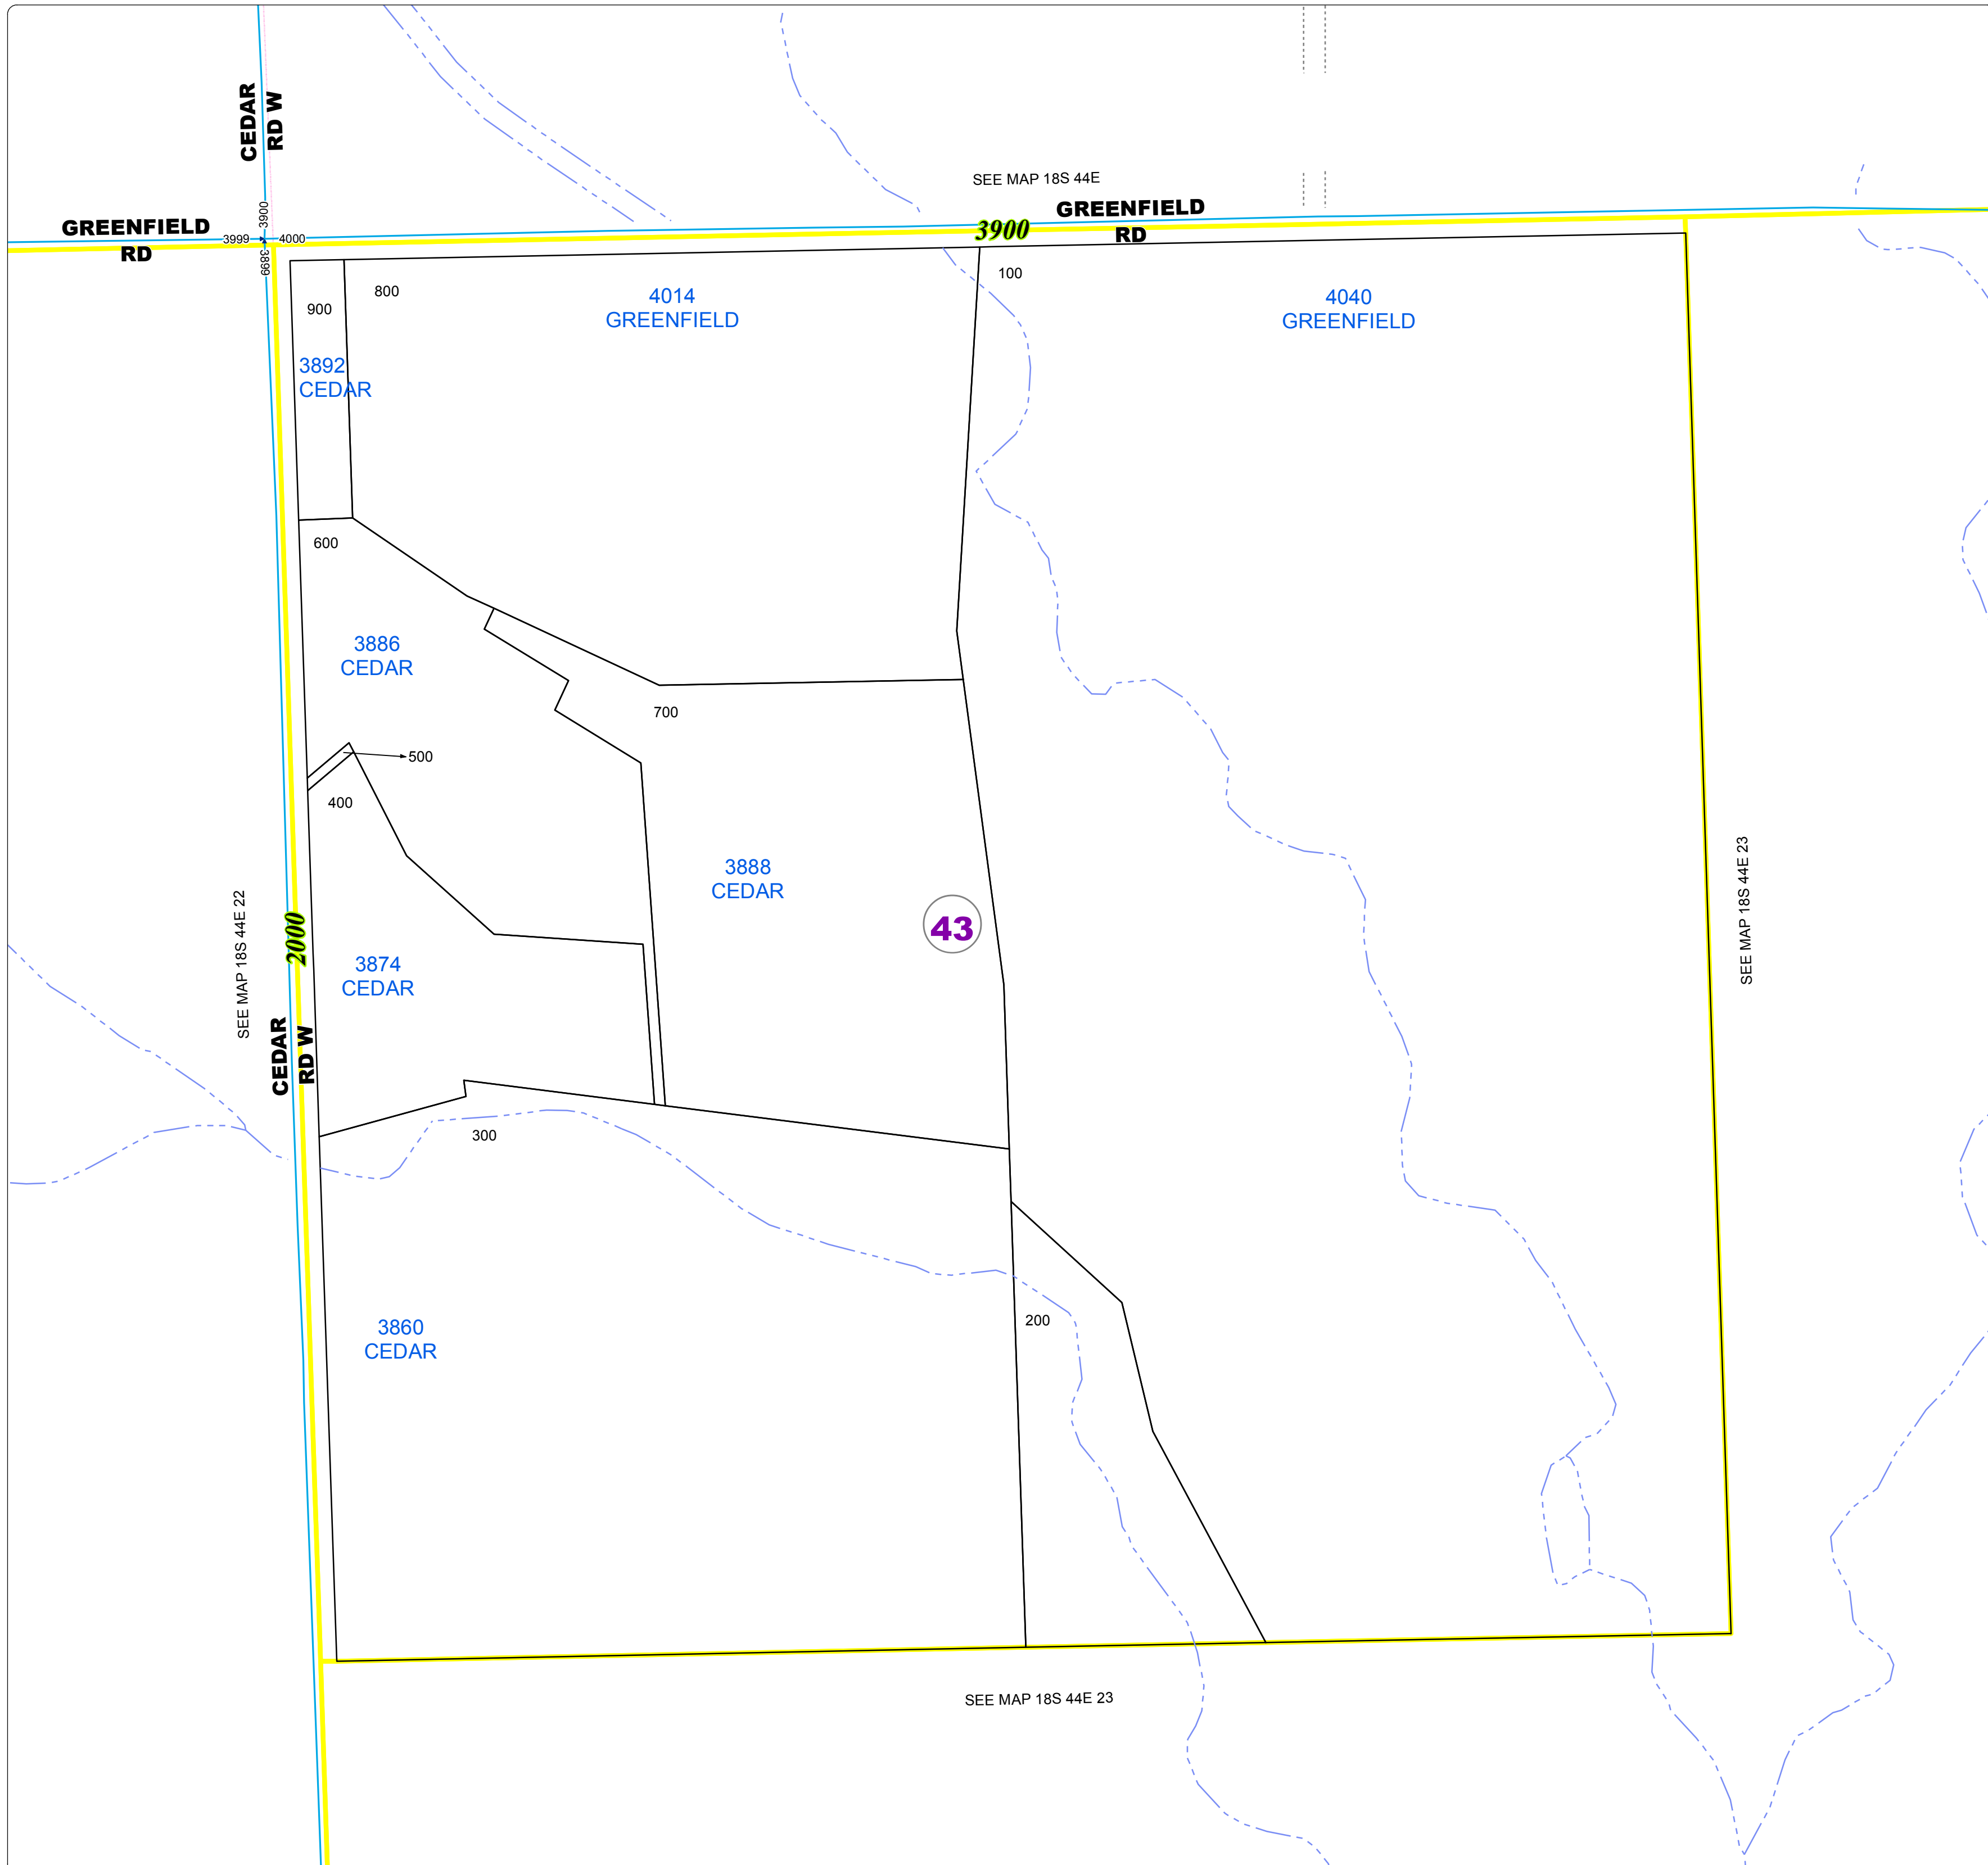 CEDAR
RD W
SEE MAP 18S 44E
GREENFIELD
RD
3900
3999
4000
3899
3900
GREENFIELD
RD
100
900
800
4014
GREENFIELD
4040
GREENFIELD
3892
CEDAR
600
3886
CEDAR
700
500
400
3888
CEDAR
43
SEE MAP 18S 44E 22
2000
SEE MAP 18S 44E 23
3874
CEDAR
CEDAR
RD W
300
200
3860
CEDAR
SEE MAP 18S 44E 23